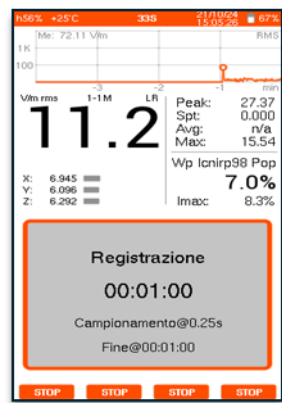 h56% +25°C 335 21/10/24 15:05:26 67%
Me: 72.11 V/m RMS
1K
100
-3 -2 -1 min
V/m rms 1-1M LR
11.2
Peak: 27.37
Spt: 0.000
Avg: n/a
Max: 15.54
Wp Icnirp98 Pop
7.0%
Imax: 8.3%
X: 6.945
Y: 6.096
Z: 6.292
Registrazione
00:01:00
Campionamento@0.25s
Fine@00:01:00
STOP STOP STOP STOP